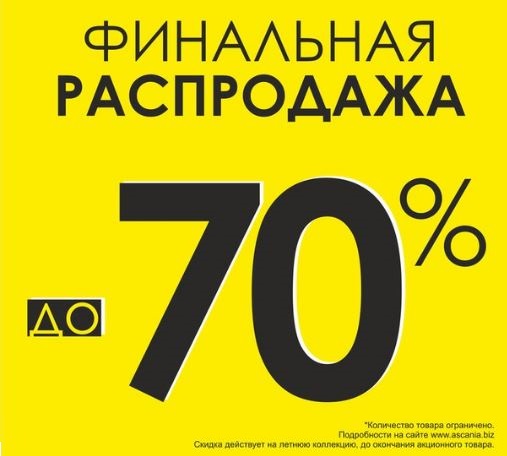 ФИНАЛЬНАЯ
РАСПРОДАЖА
ДО 70%
*Количество товара ограничено.
Подробности на сайте www.ascania.biz
Скидка действует на летнюю коллекцию, до окончания акционного товара.